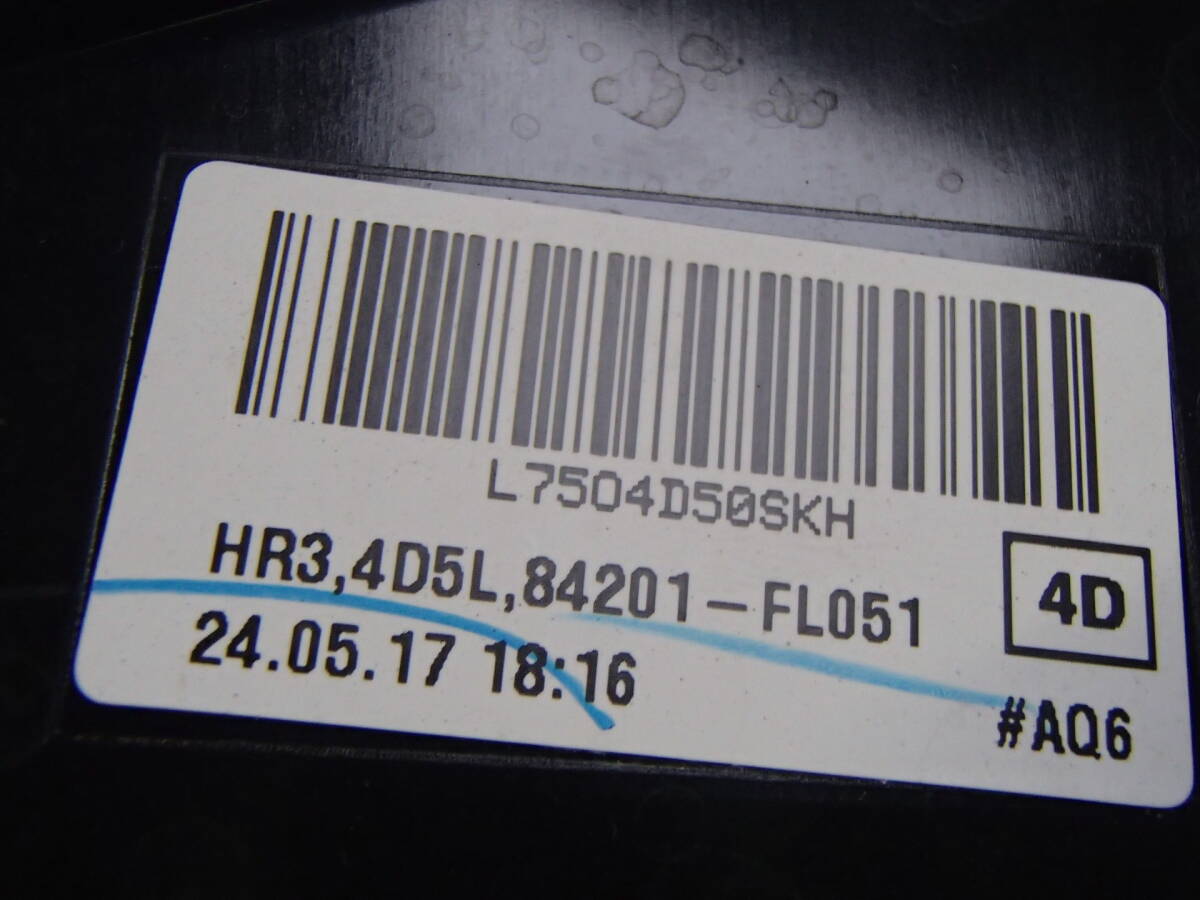 L7504D50SKH
HR3,4D5L,84201-FL051
4D
24.05.17 18:16
#AQ6